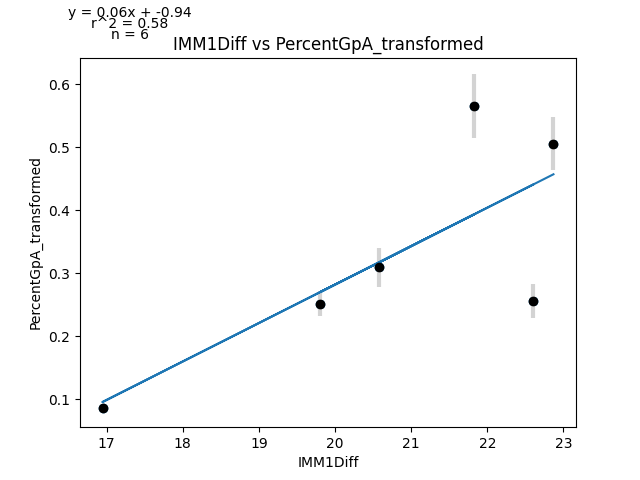 y = 0.06x + -0.94
r^2 = 0.58
n = 6
IMM1Diff vs PercentGpA_transformed
0.6
0.5
0.4
0.3
0.2
0.1
PercentGpA_transformed
17 18 19 20 21 22 23
IMM1Diff